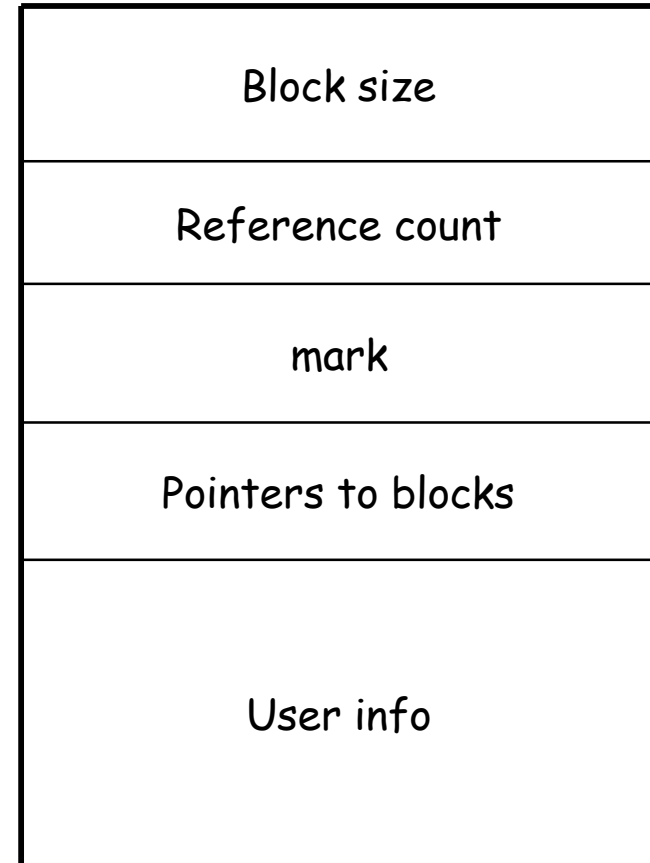 Block size
Reference count
mark
Pointers to blocks
User info